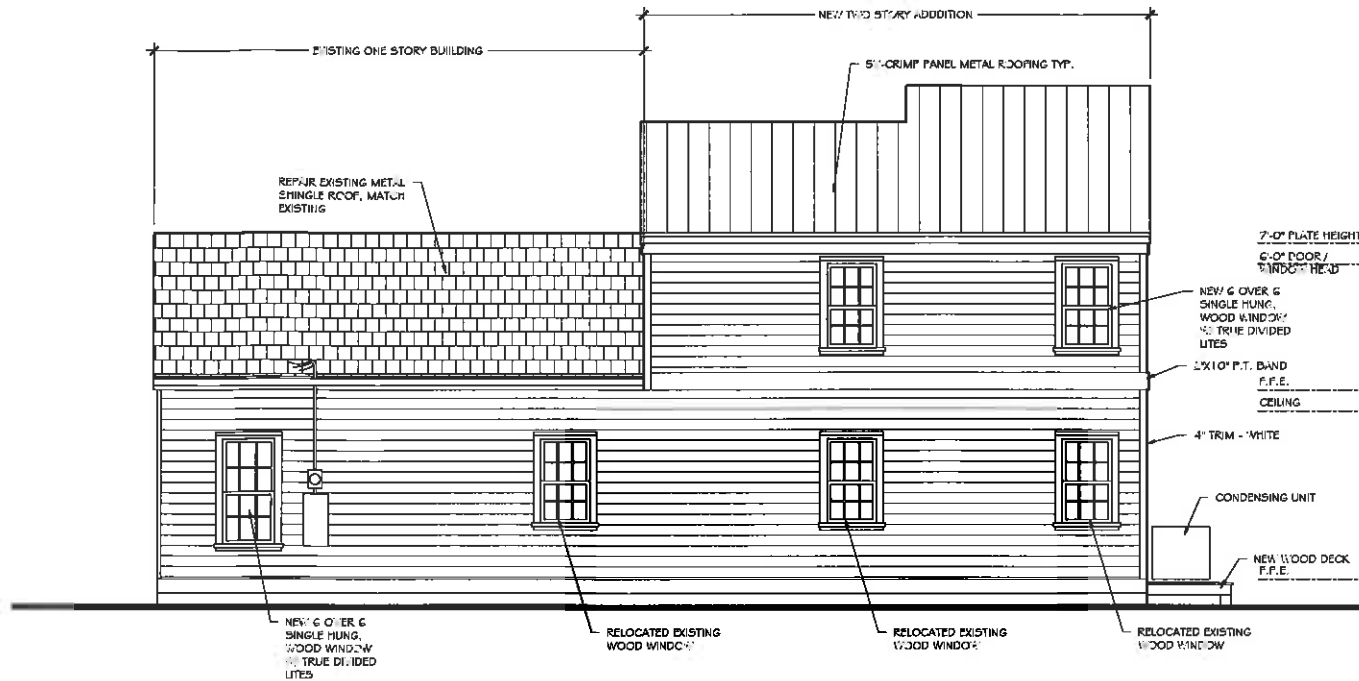 NEW TWO STORY ADDDITION
EXISTING ONE STORY BUILDING
5V-CRIMP PANEL METAL ROOFING TYP.
REPAIR EXISTING METAL
SHINGLE ROOF, MATCH
EXISTING
7'-0" PLATE HEIGHT
6'-0" DOOR /
WINDOW HEAD
NEW 6 OVER 6
SINGLE HUNG,
WOOD WINDOW
W/ TRUE DIVIDED
LITES
2"X10" P.T. BAND
F.F.E.
CEILING
4" TRIM - WHITE
CONDENSING UNIT
NEW WOOD DECK
F.F.E.
NEW 6 OVER 6
SINGLE HUNG,
WOOD WINDOW
W/ TRUE DIVIDED
LITES
RELOCATED EXISTING
WOOD WINDOW
RELOCATED EXISTING
WOOD WINDOW
RELOCATED EXISTING
WOOD WINDOW